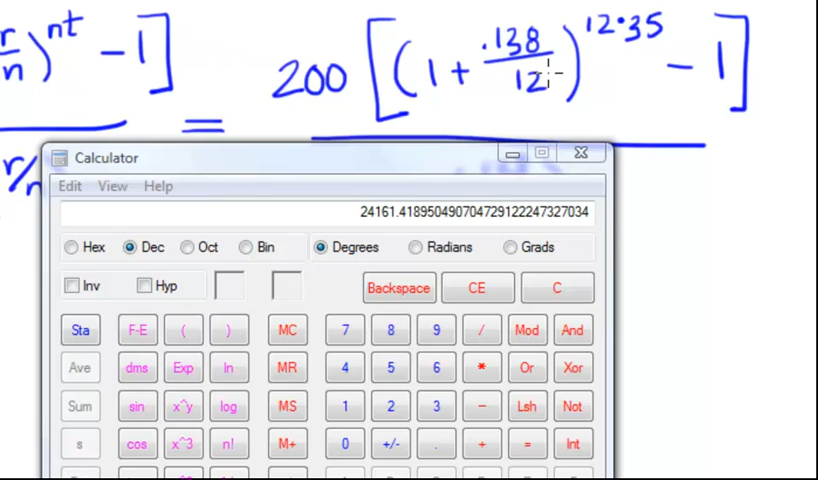 r/n)^nt - 1] = 200 [(1 + .138/12)^12·35 - 1]
r/n
Calculator
Edit View Help
24161.418950490704729122247327034
Hex Dec Oct Bin Degrees Radians Grads
Inv Hyp Backspace CE C
Sta F-E ( ) MC 7 8 9 / Mod And
Ave dms Exp ln MR 4 5 6 * Or Xor
Sum sin x^y log MS 1 2 3 - Lsh Not
s cos x^3 n! M+ 0 +/- . + = Int